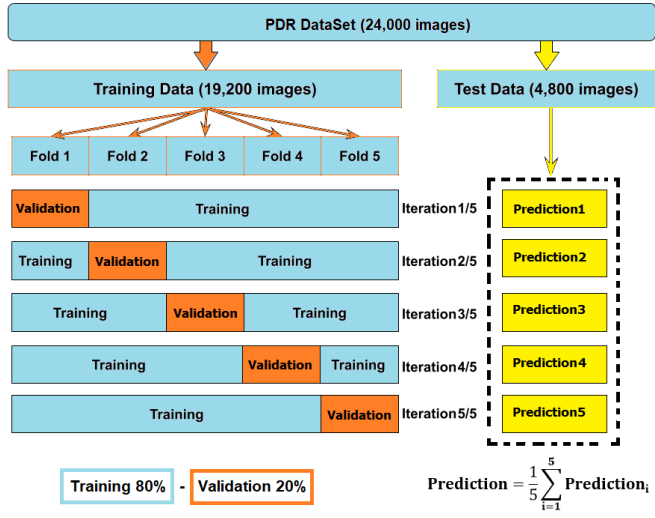 PDR DataSet (24,000 images)
Training Data (19,200 images)
Test Data (4,800 images)
Fold 1 Fold 2 Fold 3 Fold 4 Fold 5
Validation Training Iteration1/5 Prediction1
Training Validation Training Iteration2/5 Prediction2
Training Validation Training Iteration3/5 Prediction3
Training Validation Training Iteration4/5 Prediction4
Training Validation Iteration5/5 Prediction5
Training 80% - Validation 20%
Prediction = 1/5 ∑_{i=1}^{5} Prediction_i